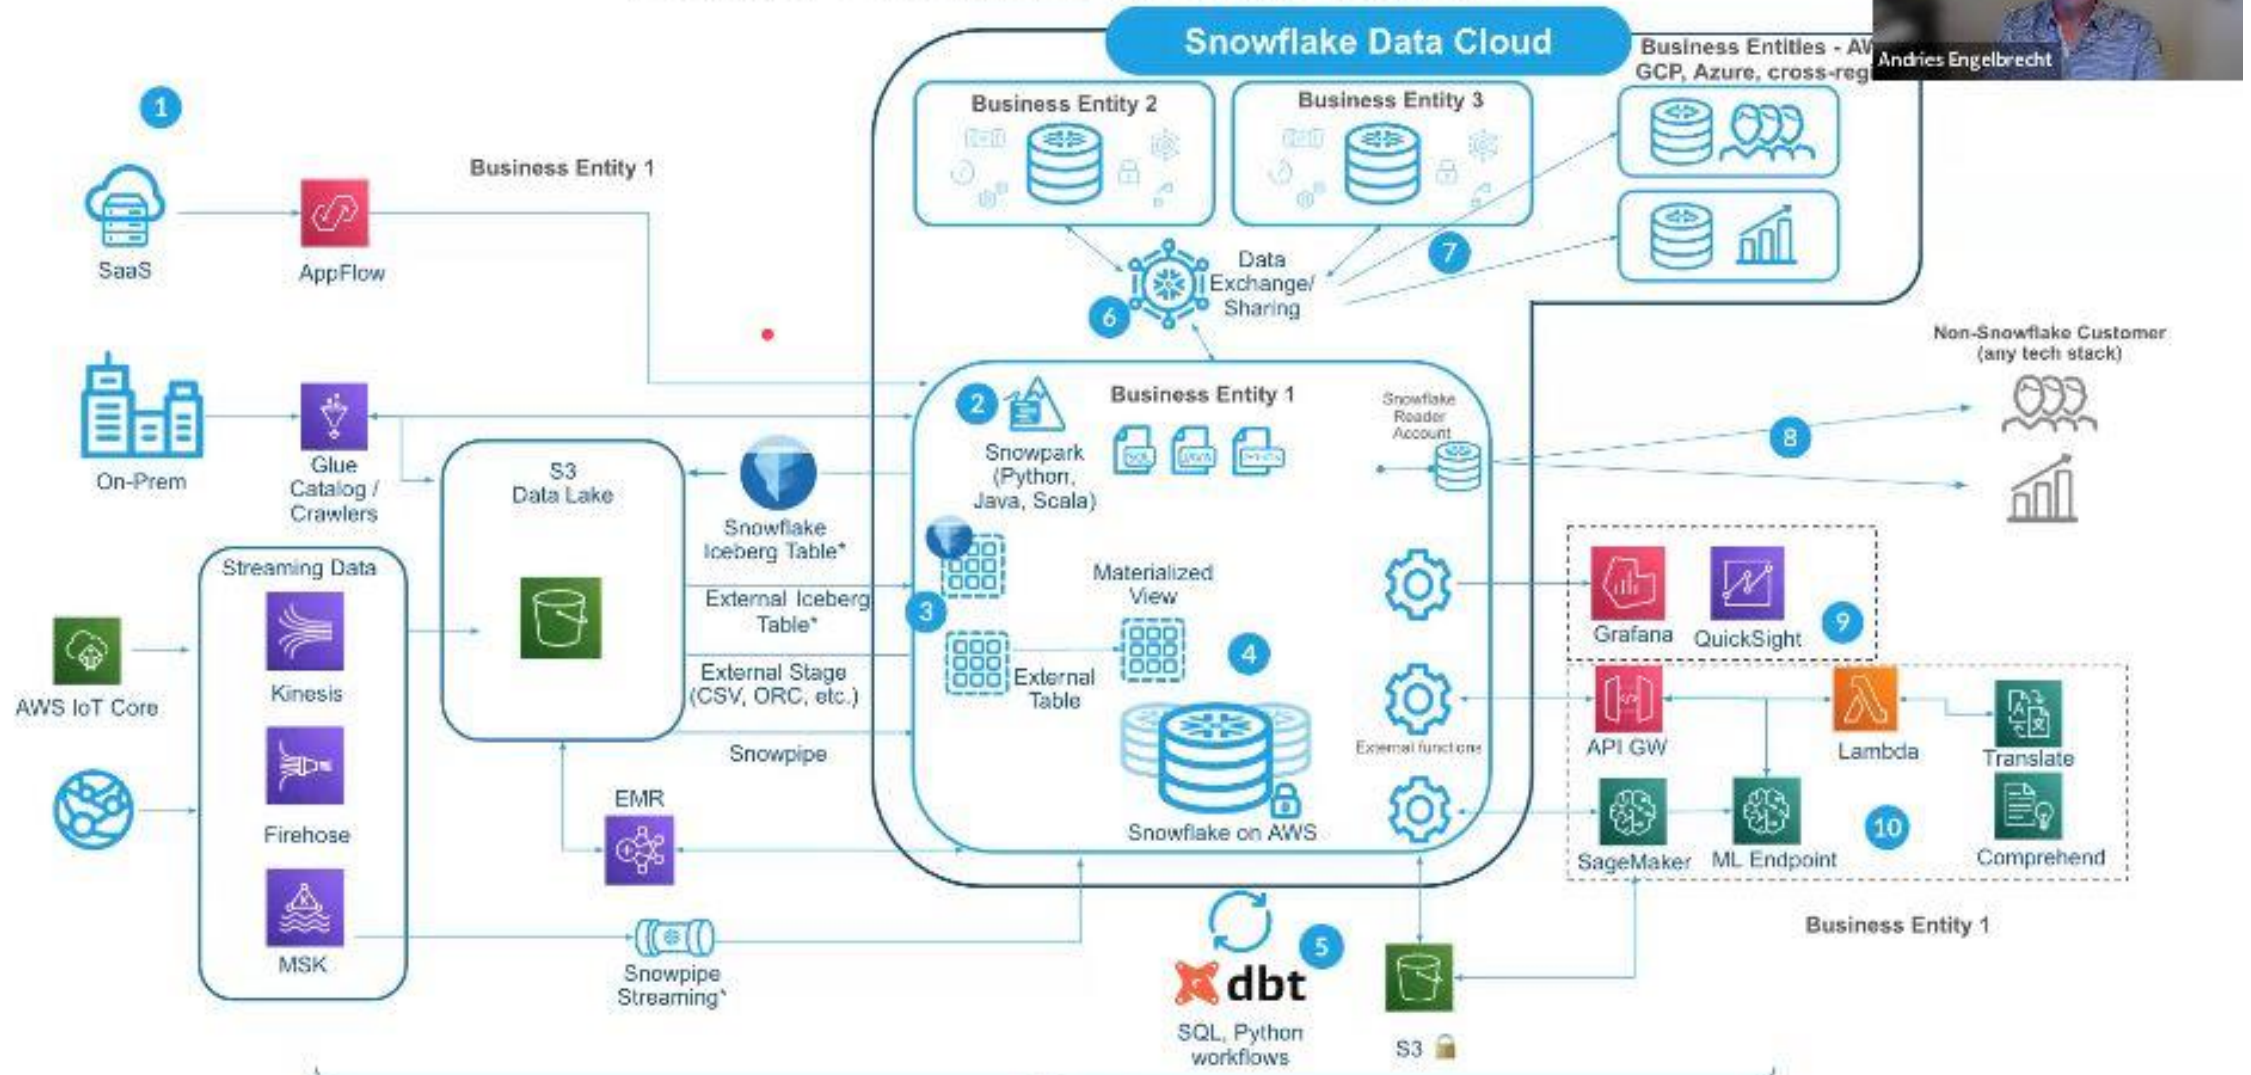 Snowflake Data Cloud
Business Entities - AW
GCP, Azure, cross-reg
Andries Engelbrecht
1
Business Entity 2
Business Entity 3
Business Entity 1
SaaS
AppFlow
Data
Exchange/
Sharing
7
6
Non-Snowflake Customer
(any tech stack)
2
Business Entity 1
Snowflake
Reader
Account
SQL
JAVA
8
On-Prem
Glue
Catalog /
Crawlers
S3
Data Lake
Snowpark
(Python,
Java, Scala)
Snowflake
Iceberg Table*
Streaming Data
External Iceberg
Table*
3
Materialized
View
4
Grafana
QuickSight
9
AWS IoT Core
Kinesis
External Stage
(CSV, ORC, etc.)
External
Table
API GW
Lambda
Translate
External functions
Snowpipe
EMR
Firehose
Snowflake on AWS
SageMaker
ML Endpoint
10
Comprehend
Business Entity 1
MSK
Snowpipe
Streaming*
5
dbt
SQL, Python
workflows
S3